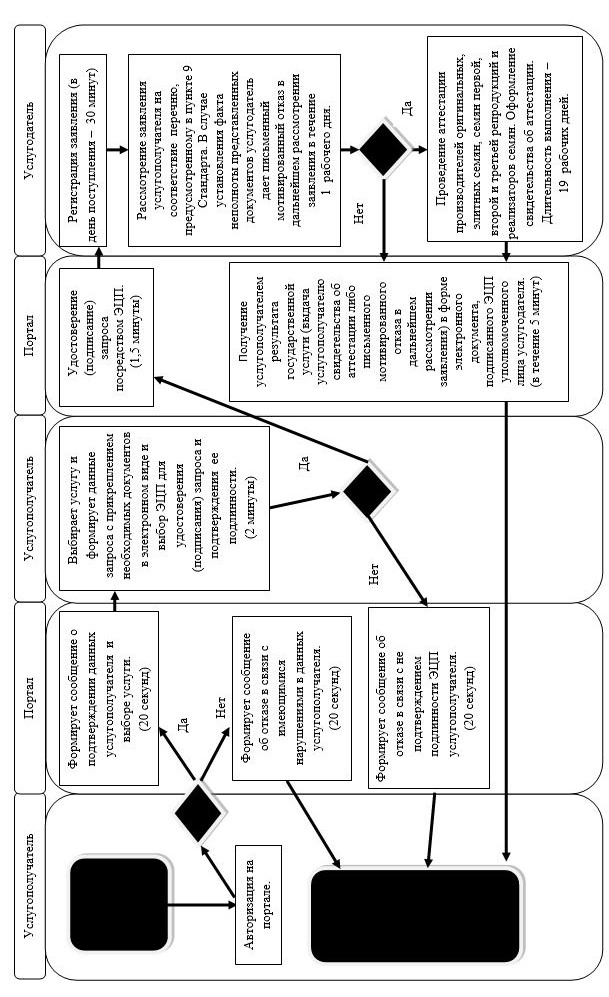 Услугополучатель
Портал
Услугополучатель
Портал
Услугодатель
Авторизация на
портале.
Формирует сообщение о
подтверждении данных
услугополучателя и
выборе услуги.
(20 секунд)
Да
Нет
Формирует сообщение
об отказе в связи с
имеющимися
нарушениями в данных
услугополучателя.
(20 секунд)
Формирует сообщение об
отказе в связи с не
подтверждением
подлинности ЭЦП
услугополучателя.
(20 секунд)
Выбирает услугу и
формирует данные
запроса с прикреплением
необходимых документов
в электронном виде и
выбор ЭЦП для
удостоверения
(подписания) запроса и
подтверждения ее
подлинности.
(2 минуты)
Да
Нет
Удостоверение
(подписание)
запроса
посредством ЭЦП.
(1,5 минуты)
Получение
услугополучателем
результата
государственной
услуги (выдача
услугополучателю
свидетельства об
аттестации либо
письменного
мотивированного
отказа в
дальнейшем
рассмотрении
заявления) в форме
электронного
документа,
подписанного ЭЦП
уполномоченного
лица услугодателя.
(в течение 5 минут)
Регистрация заявления (в
день поступления – 30 минут)
Рассмотрение заявления
услугополучателя на
соответствие перечню,
предусмотренному в пункте 9
Стандарта. В случае
установления факта
неполноты представленных
документов услугодатель
дает письменный
мотивированный отказ в
дальнейшем рассмотрении
заявления в течение
1 рабочего дня.
Нет
Да
Проведение аттестации
производителей оригинальных,
элитных семян, семян первой,
второй и третьей репродукций и
реализаторов семян. Оформление
свидетельства об аттестации.
Длительность выполнения –
19 рабочих дней.